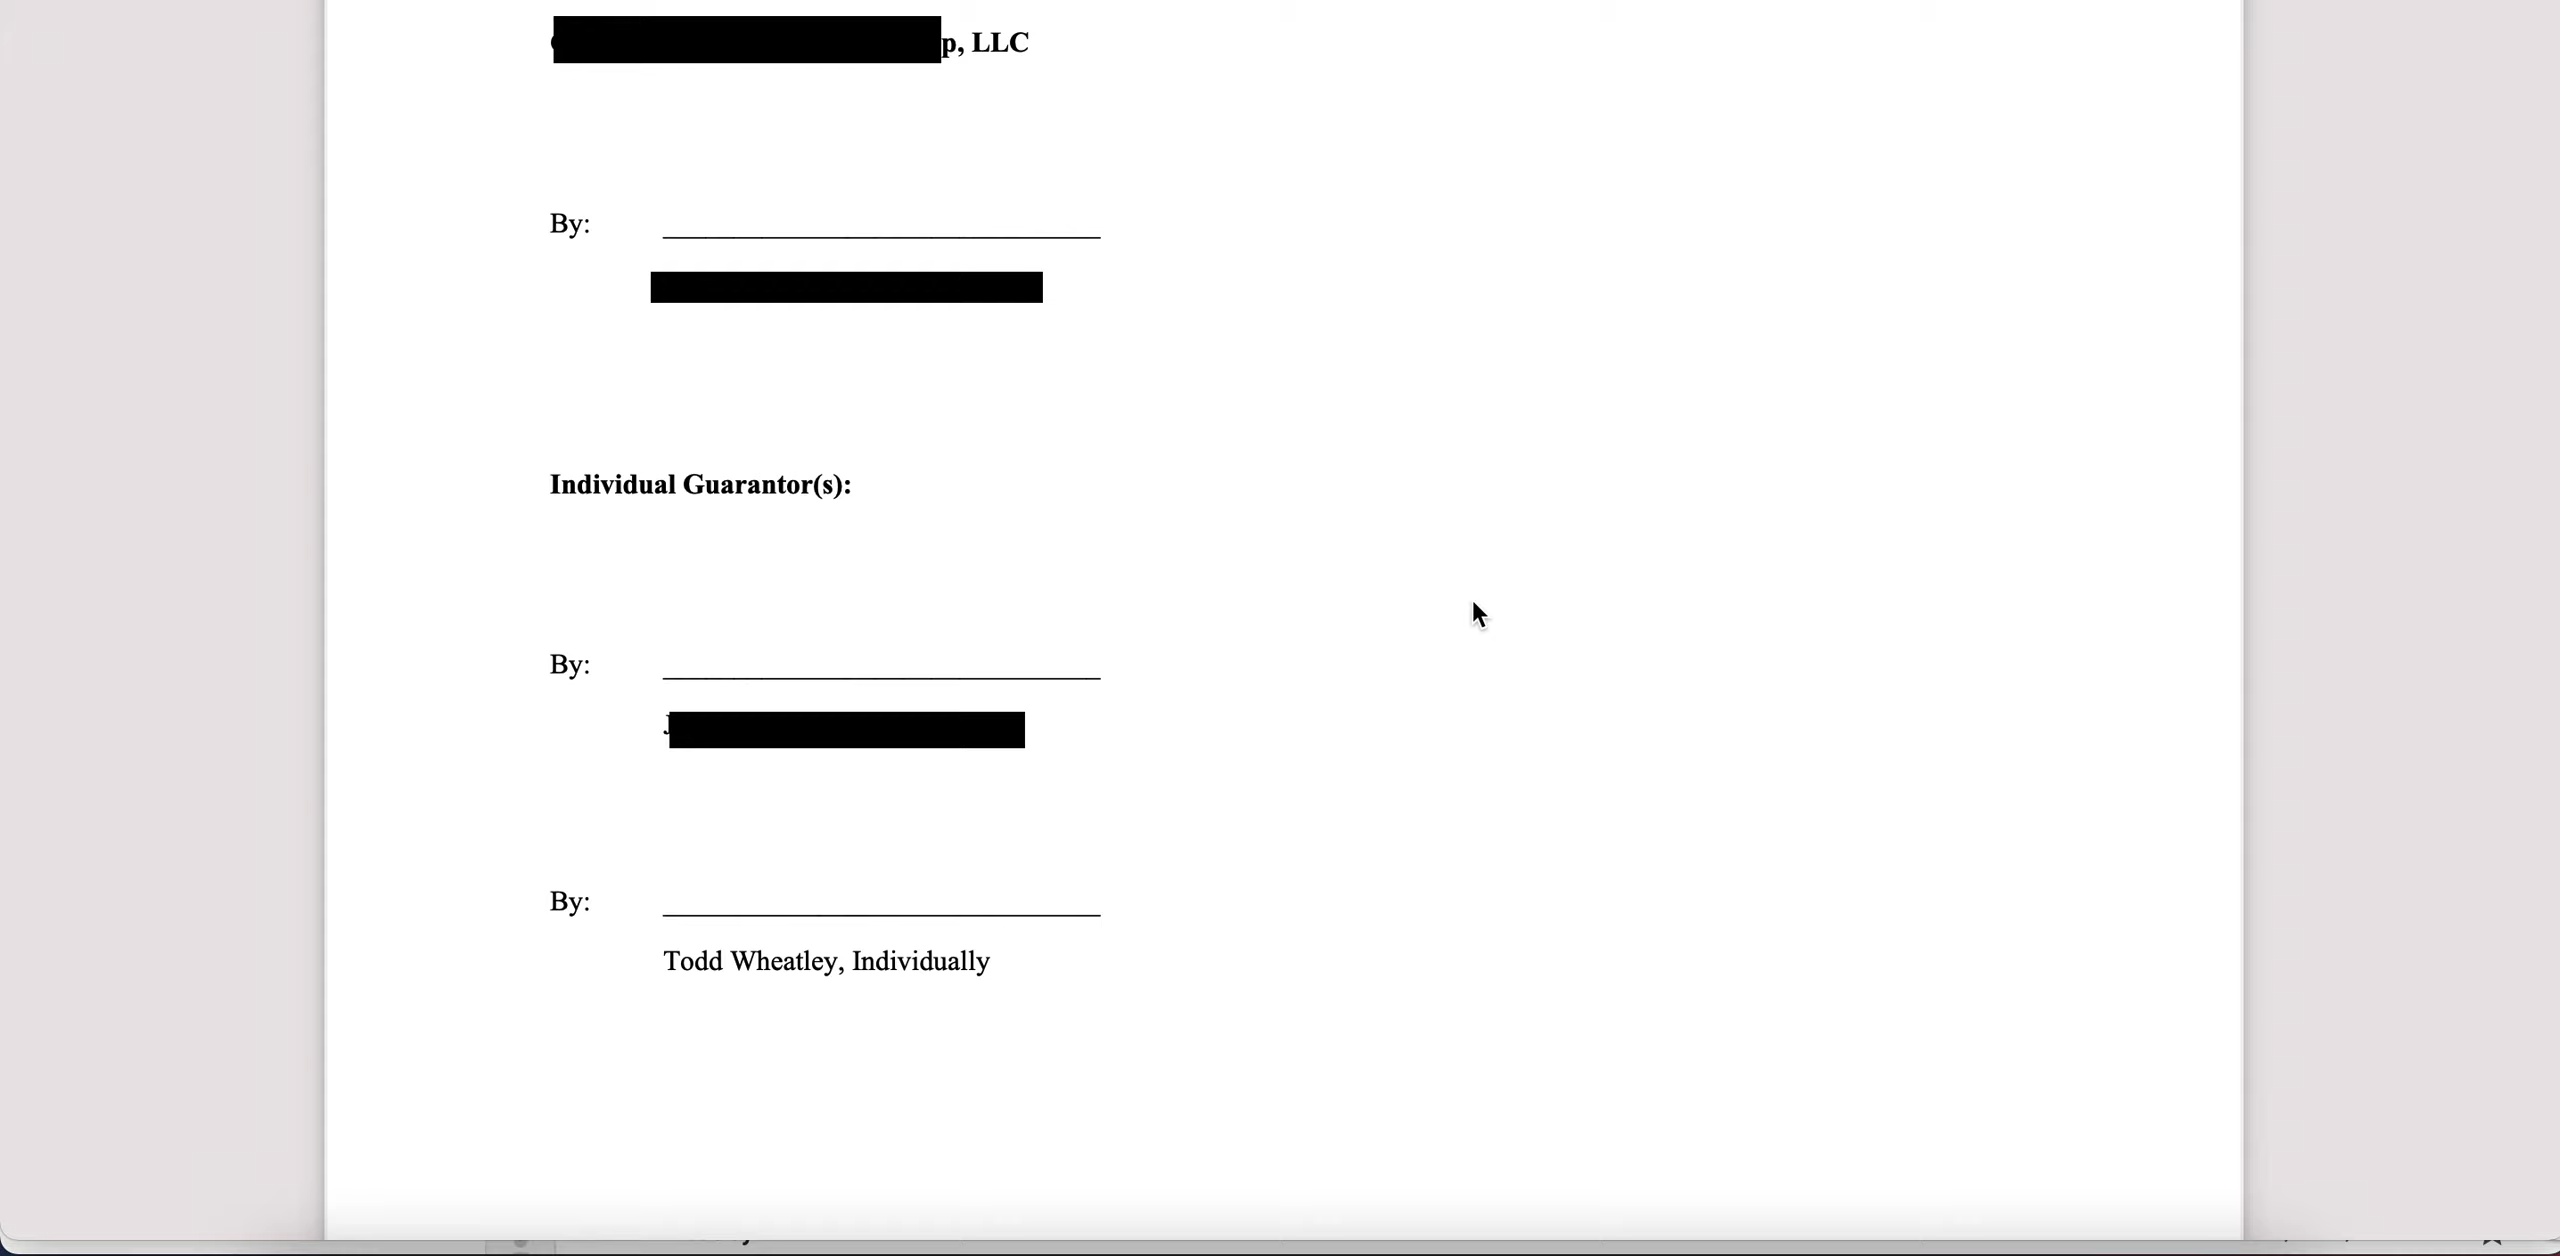 p, LLC
By:
Individual Guarantor(s):
By:
By:
Todd Wheatley, Individually